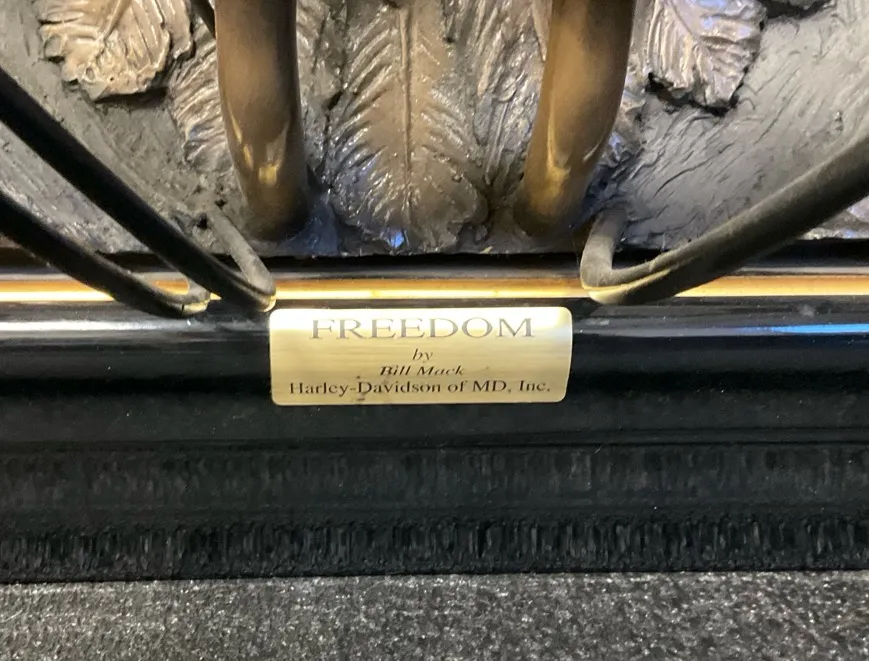 FREEDOM
by
Bill Mack
Harley-Davidson of MD, Inc.